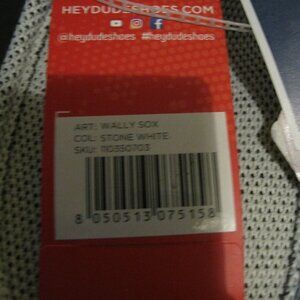 HEYDUDESHOES.COM
@heydudeshoes #heydudeshoes
ART: WALLY SOX
COL: STONE WHITE
SKU: 110350703
8 050513 075158